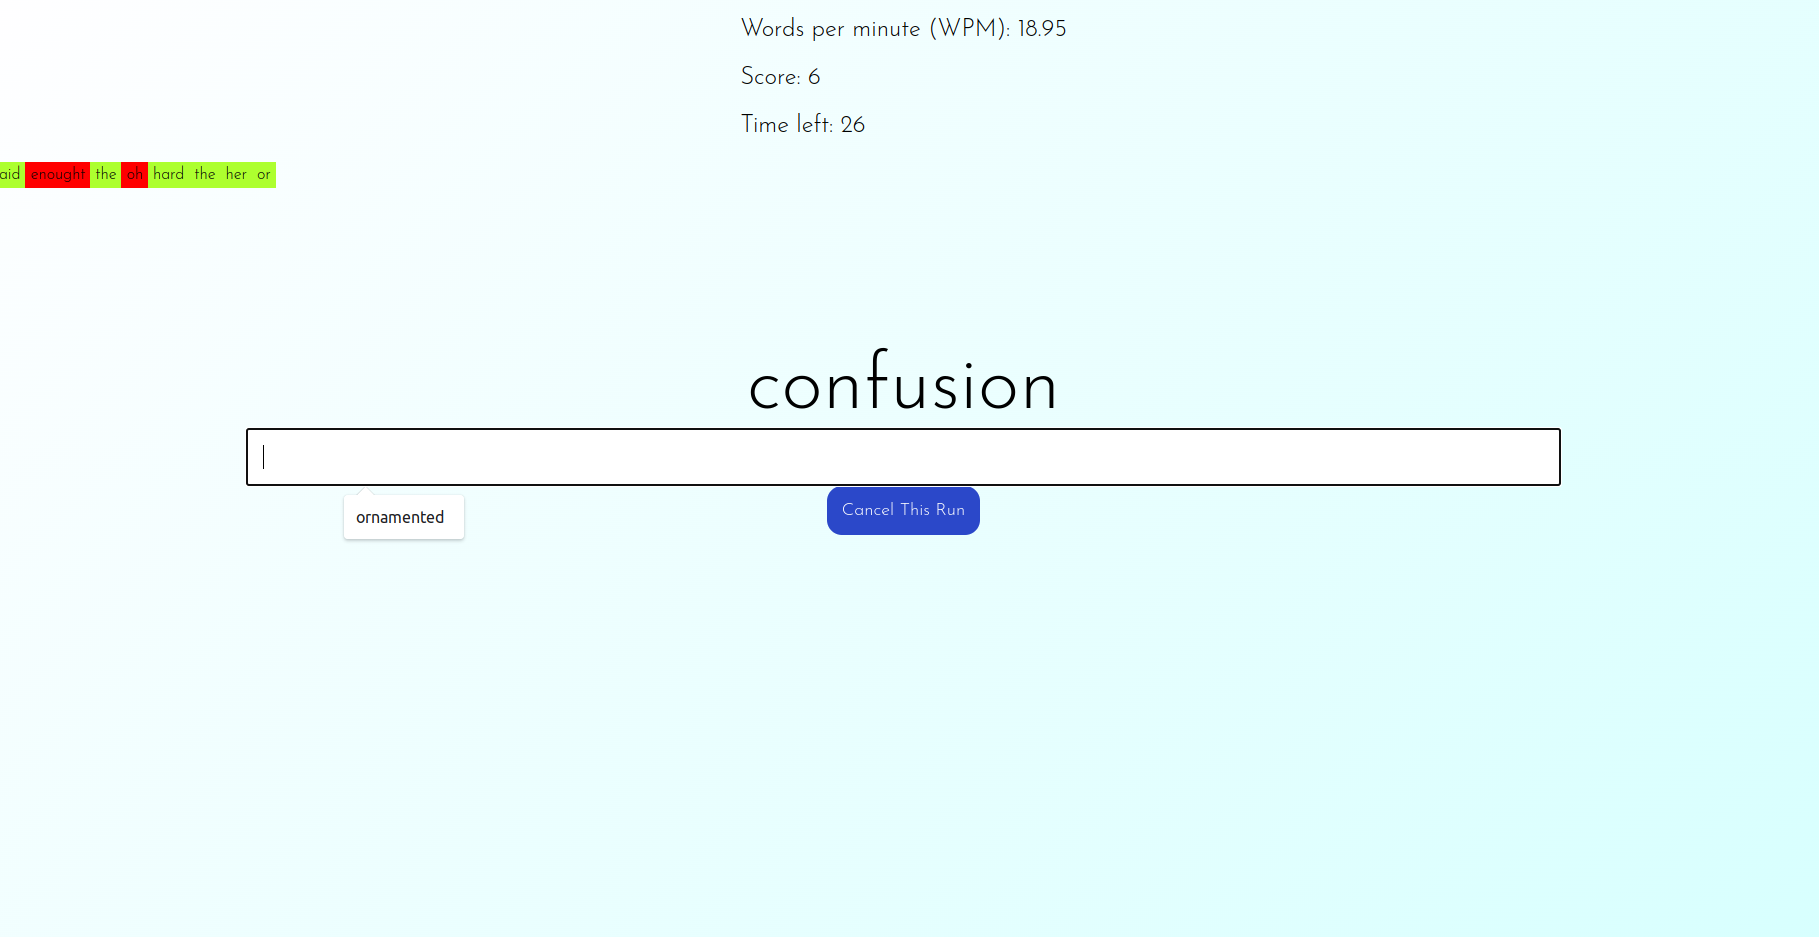 Words per minute (WPM): 18.95
Score: 6
Time left: 26
aid enought the oh hard the her or
confusion
ornamented
Cancel This Run